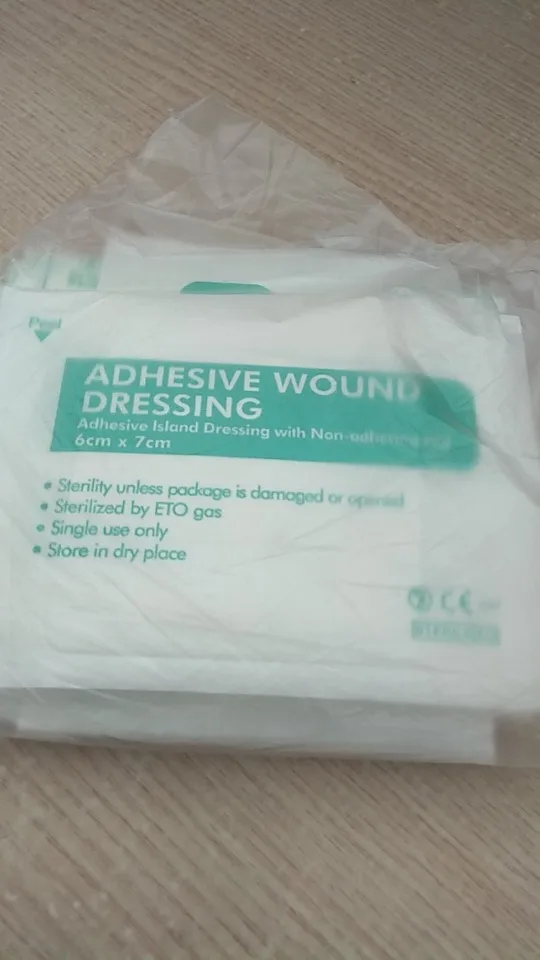 Peel
ADHESIVE WOUND
DRESSING
Adhesive Island Dressing with Non-adherent
6cm x 7cm
• Sterility unless package is damaged or opened
• Sterilized by ETO gas
• Single use only
• Store in dry place
CE